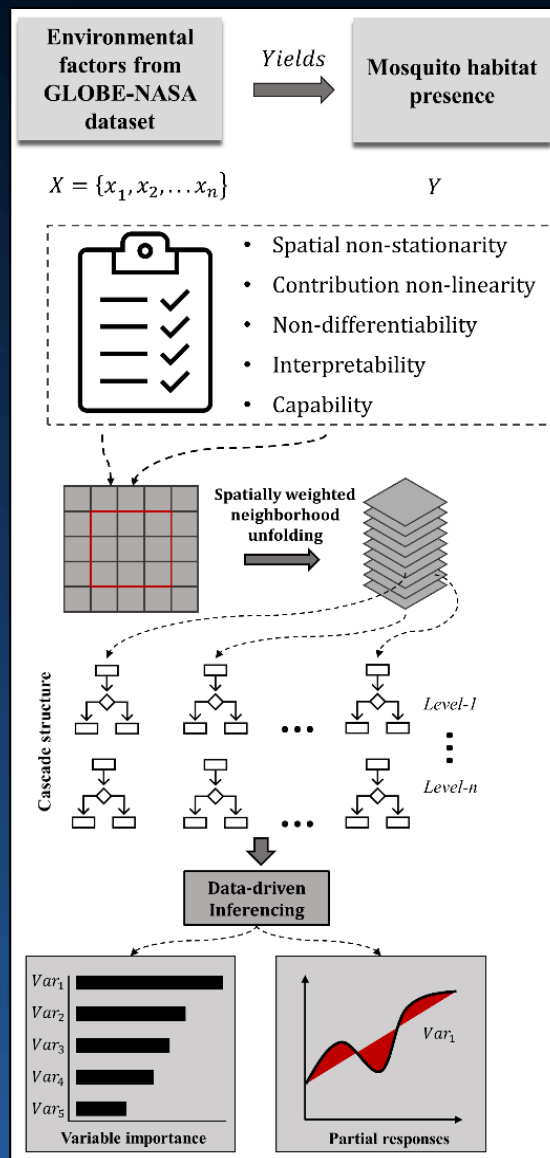 Environmental
factors from
GLOBE-NASA
dataset
Yields
Mosquito habitat
presence
X = {x₁, x₂, … xₙ}
Y
• Spatial non-stationarity
• Contribution non-linearity
• Non-differentiability
• Interpretability
• Capability
Spatially weighted
neighborhood
unfolding
Cascade structure
Level-1
Level-n
Data-driven
Inferencing
Var₁
Var₂
Var₃
Var₄
Var₅
Variable importance
Var₁
Partial responses